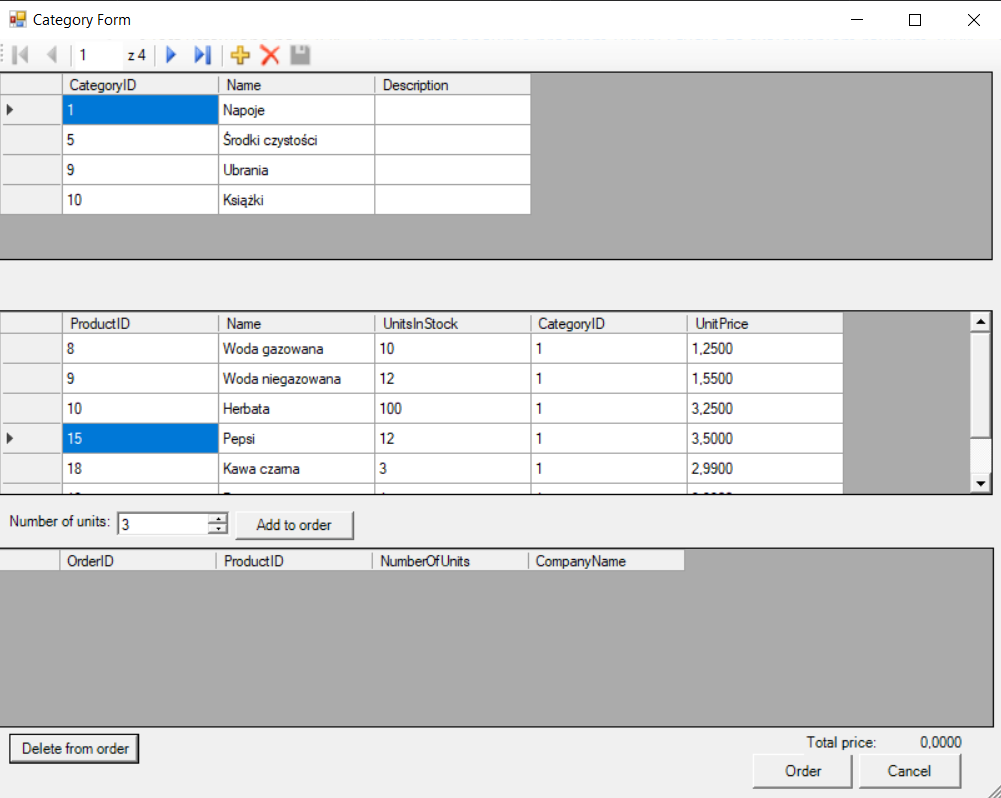 Category Form
1 z 4
CategoryID Name Description
1 Napoje
5 Środki czystości
9 Ubrania
10 Książki
ProductID Name UnitsInStock CategoryID UnitPrice
8 Woda gazowana 10 1 1,2500
9 Woda niegazowana 12 1 1,5500
10 Herbata 100 1 3,2500
15 Pepsi 12 1 3,5000
18 Kawa czarna 3 1 2,9900
Number of units: 3 Add to order
OrderID ProductID NumberOfUnits CompanyName
Delete from order
Total price: 0,0000
Order Cancel